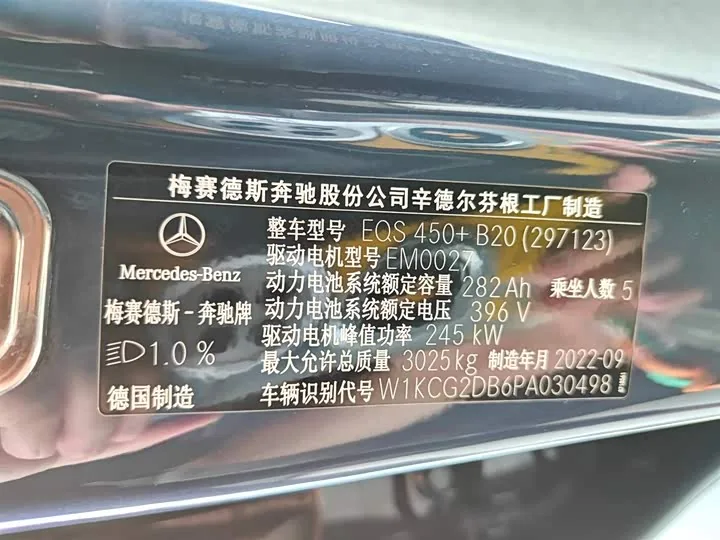 梅赛德斯奔驰股份公司辛德尔芬根工厂制造
整车型号 EQS 450+ B20 (297123)
驱动电机型号 EM0027
Mercedes-Benz
动力电池系统额定容量 282 Ah 乘坐人数 5
梅赛德斯-奔驰牌 动力电池系统额定电压 396 V
驱动电机峰值功率 245 kW
1.0 %
最大允许总质量 3025 kg 制造年月 2022-09
德国制造 车辆识别代号 W1KCG2DB6PA030498